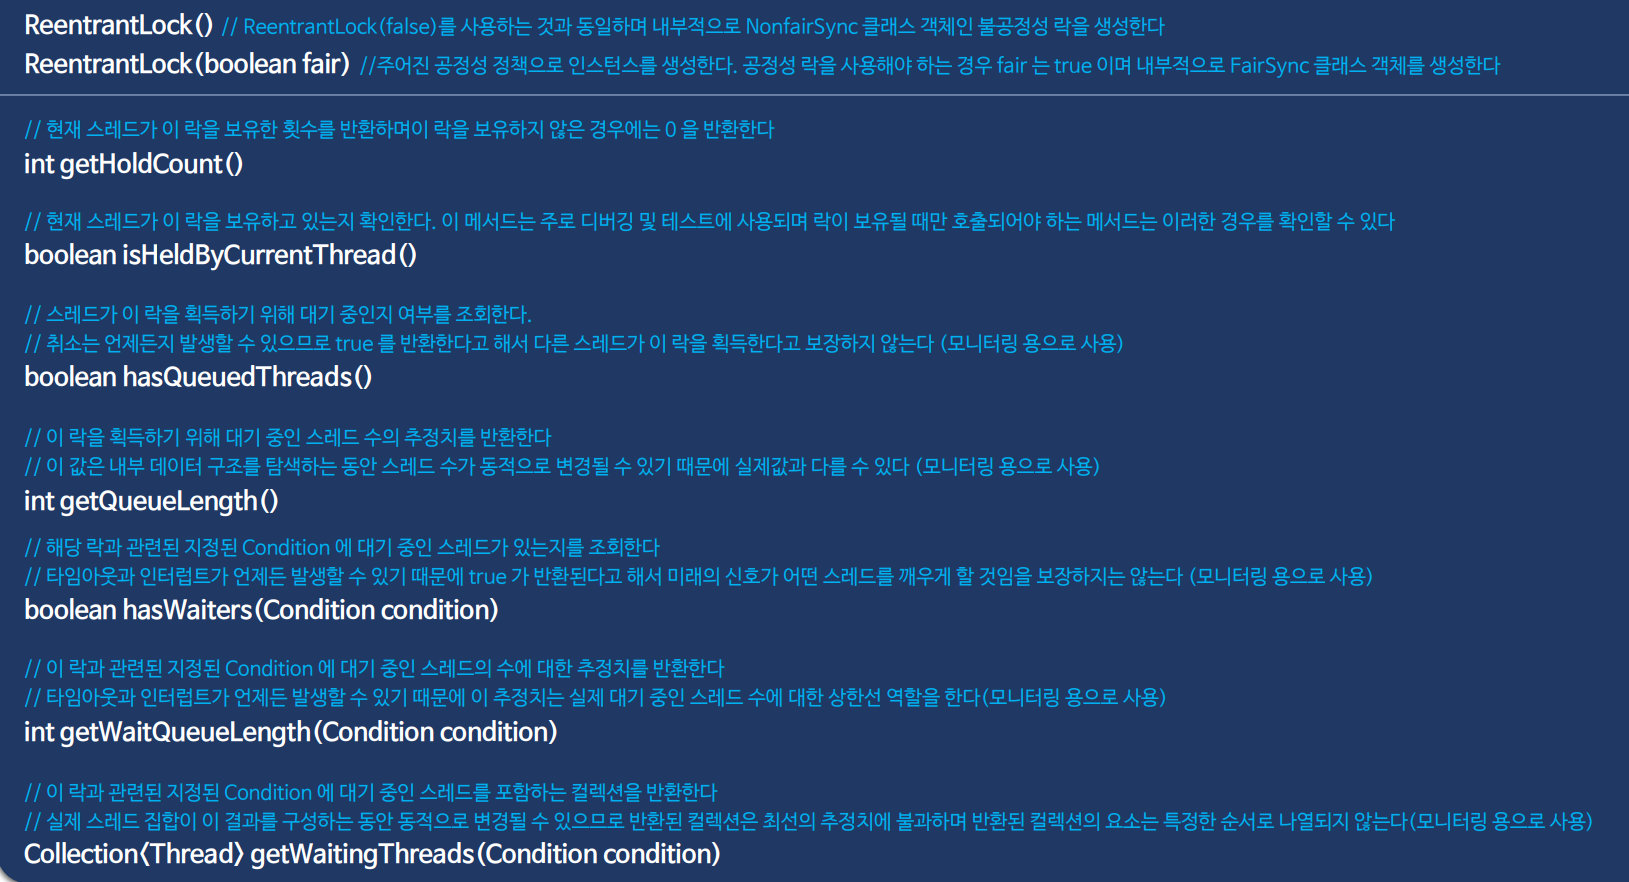 ReentrantLock() // ReentrantLock(false)를 사용하는 것과 동일하며 내부적으로 NonfairSync 클래스 객체인 불공정성 락을 생성한다
ReentrantLock(boolean fair) //주어진 공정성 정책으로 인스턴스를 생성한다. 공정성 락을 사용해야 하는 경우 fair 는 true 이며 내부적으로 FairSync 클래스 객체를 생성한다
// 현재 스레드가 이 락을 보유한 횟수를 반환하며이 락을 보유하지 않은 경우에는 0 을 반환한다
int getHoldCount()
// 현재 스레드가 이 락을 보유하고 있는지 확인한다. 이 메서드는 주로 디버깅 및 테스트에 사용되며 락이 보유될 때만 호출되어야 하는 메서드는 이러한 경우를 확인할 수 있다
boolean isHeldByCurrentThread()
// 스레드가 이 락을 획득하기 위해 대기 중인지 여부를 조회한다.
// 취소는 언제든지 발생할 수 있으므로 true 를 반환한다고 해서 다른 스레드가 이 락을 획득한다고 보장하지 않는다 (모니터링 용으로 사용)
boolean hasQueuedThreads()
// 이 락을 획득하기 위해 대기 중인 스레드 수의 추정치를 반환한다
// 이 값은 내부 데이터 구조를 탐색하는 동안 스레드 수가 동적으로 변경될 수 있기 때문에 실제값과 다를 수 있다 (모니터링 용으로 사용)
int getQueueLength()
// 해당 락과 관련된 지정된 Condition 에 대기 중인 스레드가 있는지를 조회한다
// 타임아웃과 인터럽트가 언제든 발생할 수 있기 때문에 true 가 반환된다고 해서 미래의 신호가 어떤 스레드를 깨우게 할 것임을 보장하지는 않는다 (모니터링 용으로 사용)
boolean hasWaiters(Condition condition)
// 이 락과 관련된 지정된 Condition 에 대기 중인 스레드의 수에 대한 추정치를 반환한다
// 타임아웃과 인터럽트가 언제든 발생할 수 있기 때문에 이 추정치는 실제 대기 중인 스레드 수에 대한 상한선 역할을 한다(모니터링 용으로 사용)
int getWaitQueueLength(Condition condition)
// 이 락과 관련된 지정된 Condition 에 대기 중인 스레드를 포함하는 컬렉션을 반환한다
// 실제 스레드 집합이 이 결과를 구성하는 동안 동적으로 변경될 수 있으므로 반환된 컬렉션은 최선의 추정치에 불과하며 반환된 컬렉션의 요소는 특정한 순서로 나열되지 않는다(모니터링 용으로 사용)
Collection<Thread> getWaitingThreads(Condition condition)